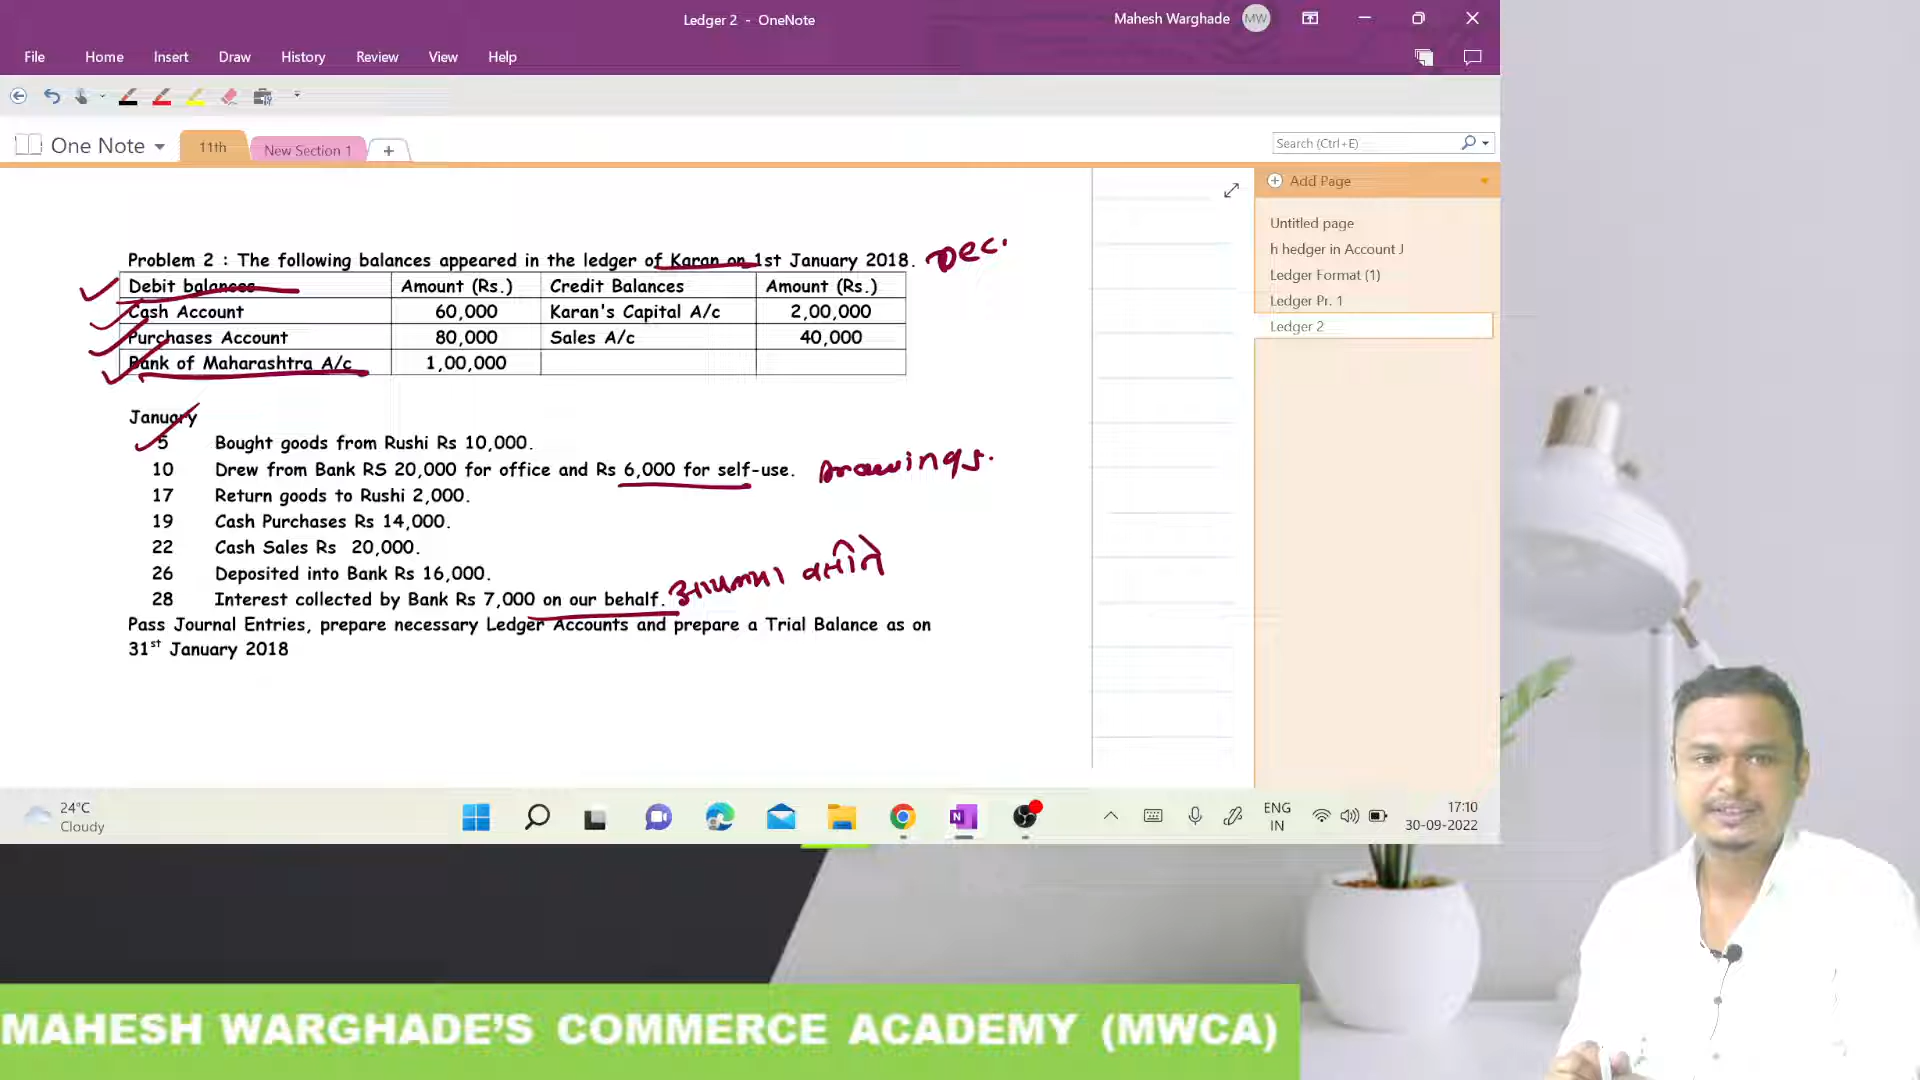 Ledger 2 - OneNote
Mahesh Warghade MW
File Home Insert Draw History Review View Help
One Note 11th New Section 1 +
Search (Ctrl+E)
Add Page
Untitled page
h hedger in Account J
Ledger Format (1)
Ledger Pr. 1
Ledger 2
Problem 2 : The following balances appeared in the ledger of Karan on 1st January 2018. Dec.
Debit balances Amount (Rs.) Credit Balances Amount (Rs.)
Cash Account 60,000 Karan's Capital A/c 2,00,000
Purchases Account 80,000 Sales A/c 40,000
Bank of Maharashtra A/c 1,00,000
January
5 Bought goods from Rushi Rs 10,000.
10 Drew from Bank RS 20,000 for office and Rs 6,000 for self-use. Drawings.
17 Return goods to Rushi 2,000.
19 Cash Purchases Rs 14,000.
22 Cash Sales Rs 20,000.
26 Deposited into Bank Rs 16,000.
28 Interest collected by Bank Rs 7,000 on our behalf.
Pass Journal Entries, prepare necessary Ledger Accounts and prepare a Trial Balance as on
31st January 2018
24°C
Cloudy
ENG
IN
17:10
30-09-2022
MAHESH WARGHADE'S COMMERCE ACADEMY (MWCA)